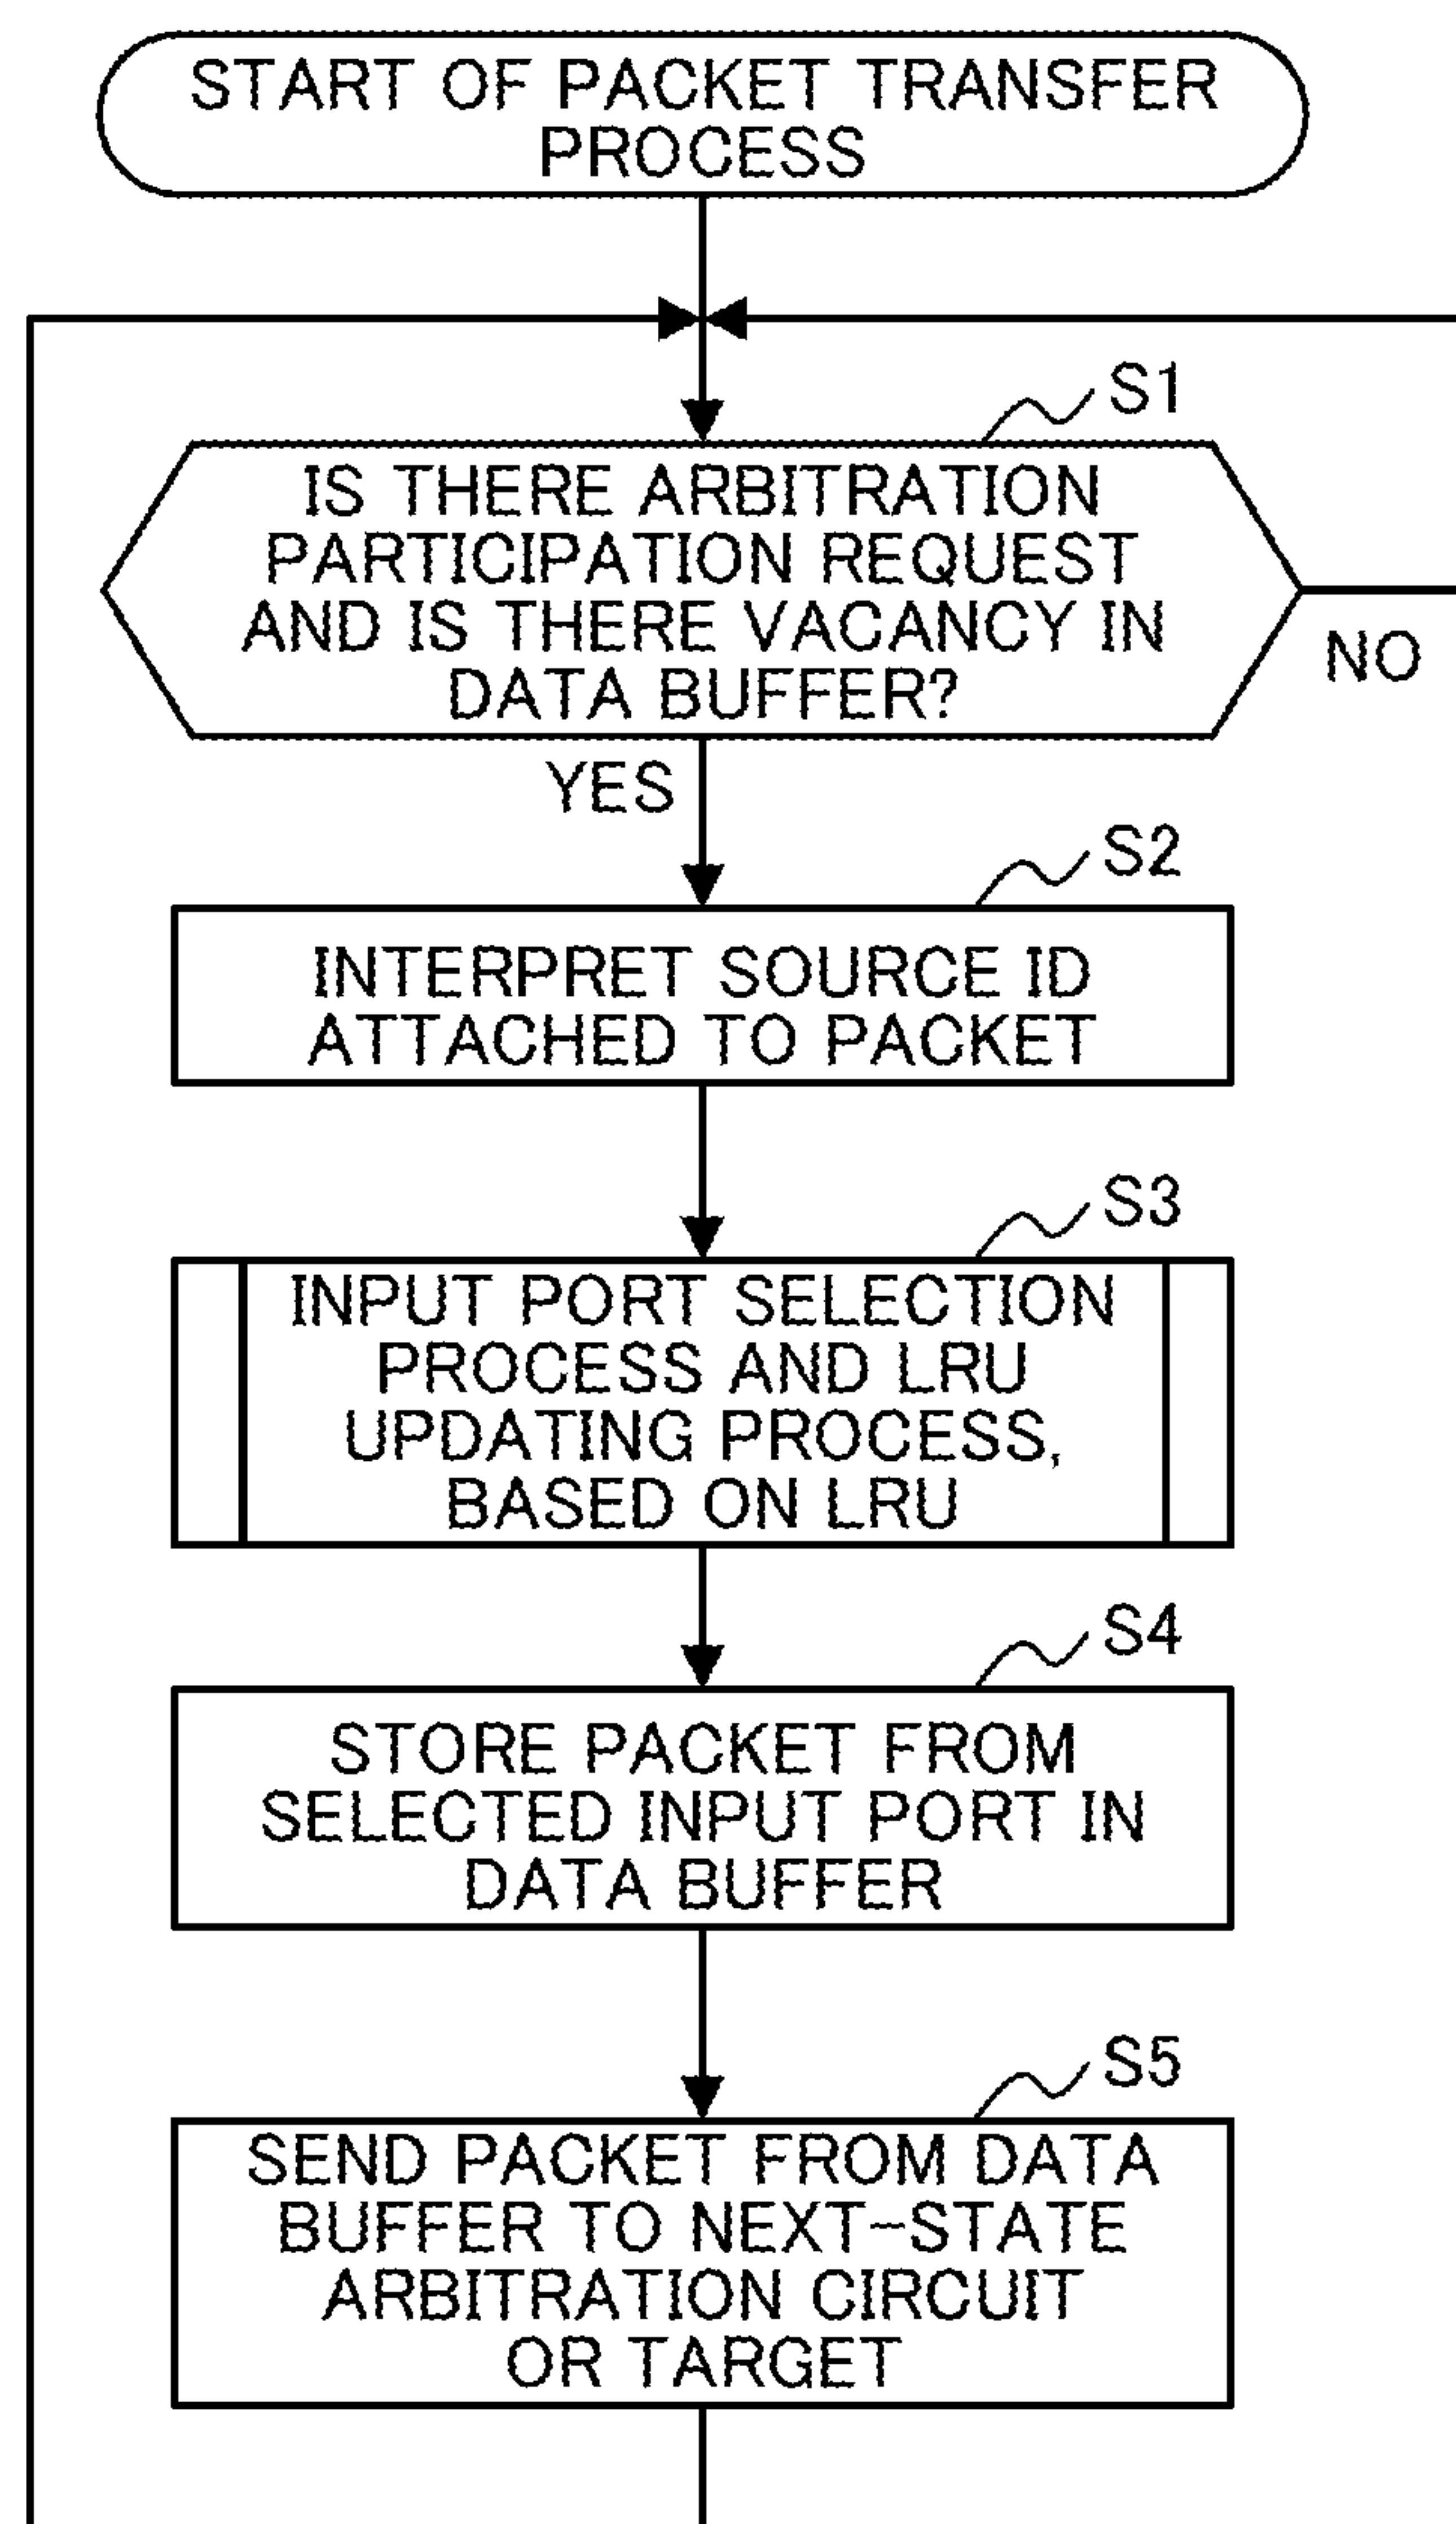 START OF PACKET TRANSFER
PROCESS
S1
IS THERE ARBITRATION
PARTICIPATION REQUEST
AND IS THERE VACANCY IN
DATA BUFFER?
NO
YES
S2
INTERPRET SOURCE ID
ATTACHED TO PACKET
S3
INPUT PORT SELECTION
PROCESS AND LRU
UPDATING PROCESS,
BASED ON LRU
S4
STORE PACKET FROM
SELECTED INPUT PORT IN
DATA BUFFER
S5
SEND PACKET FROM DATA
BUFFER TO NEXT-STATE
ARBITRATION CIRCUIT
OR TARGET